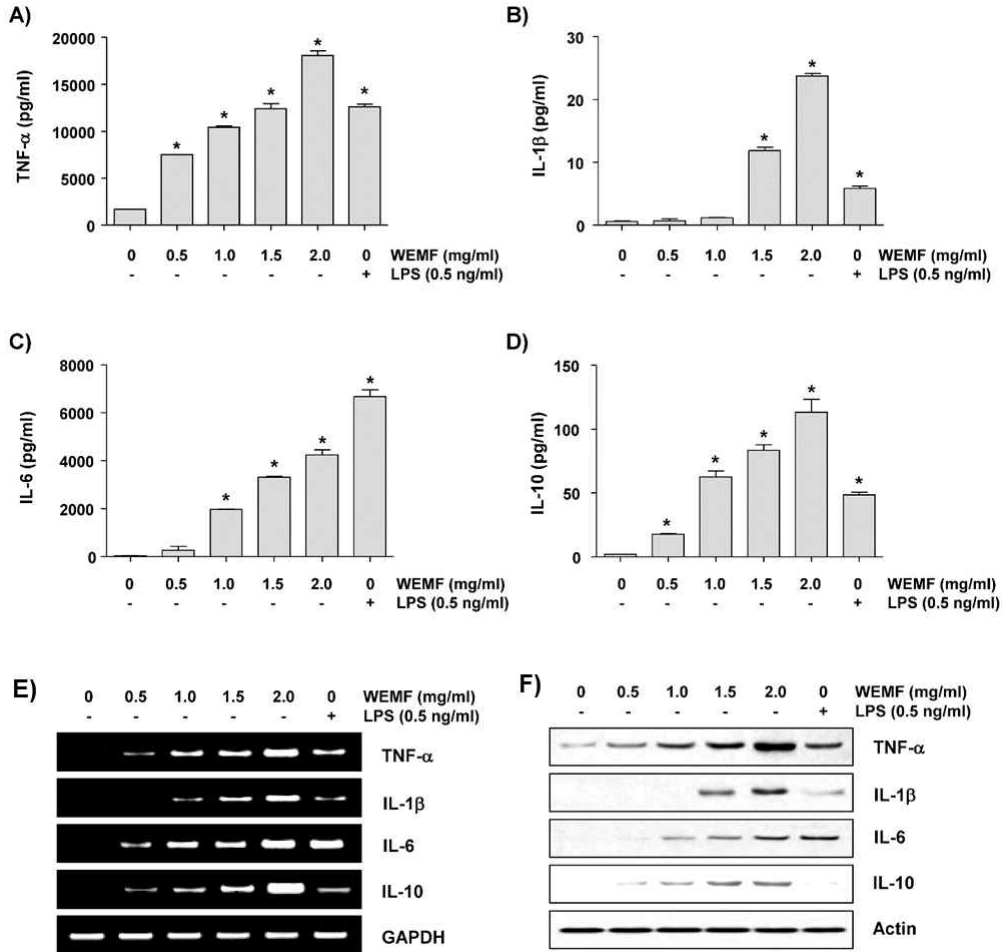 A)
TNF-α (pg/ml)
20000
15000
10000
5000
0
* * * * *
0 0.5 1.0 1.5 2.0 0 WEMF (mg/ml)
- - - - - + LPS (0.5 ng/ml)
B)
IL-1β (pg/ml)
30
20
10
0
* * *
0 0.5 1.0 1.5 2.0 0 WEMF (mg/ml)
- - - - - + LPS (0.5 ng/ml)
C)
IL-6 (pg/ml)
8000
6000
4000
2000
0
* * * *
0 0.5 1.0 1.5 2.0 0 WEMF (mg/ml)
- - - - - + LPS (0.5 ng/ml)
D)
IL-10 (pg/ml)
150
100
50
0
* * * * *
0 0.5 1.0 1.5 2.0 0 WEMF (mg/ml)
- - - - - + LPS (0.5 ng/ml)
E)
0 0.5 1.0 1.5 2.0 0 WEMF (mg/ml)
- - - - - + LPS (0.5 ng/ml)
TNF-α
IL-1β
IL-6
IL-10
GAPDH
F)
0 0.5 1.0 1.5 2.0 0 WEMF (mg/ml)
- - - - - + LPS (0.5 ng/ml)
TNF-α
IL-1β
IL-6
IL-10
Actin